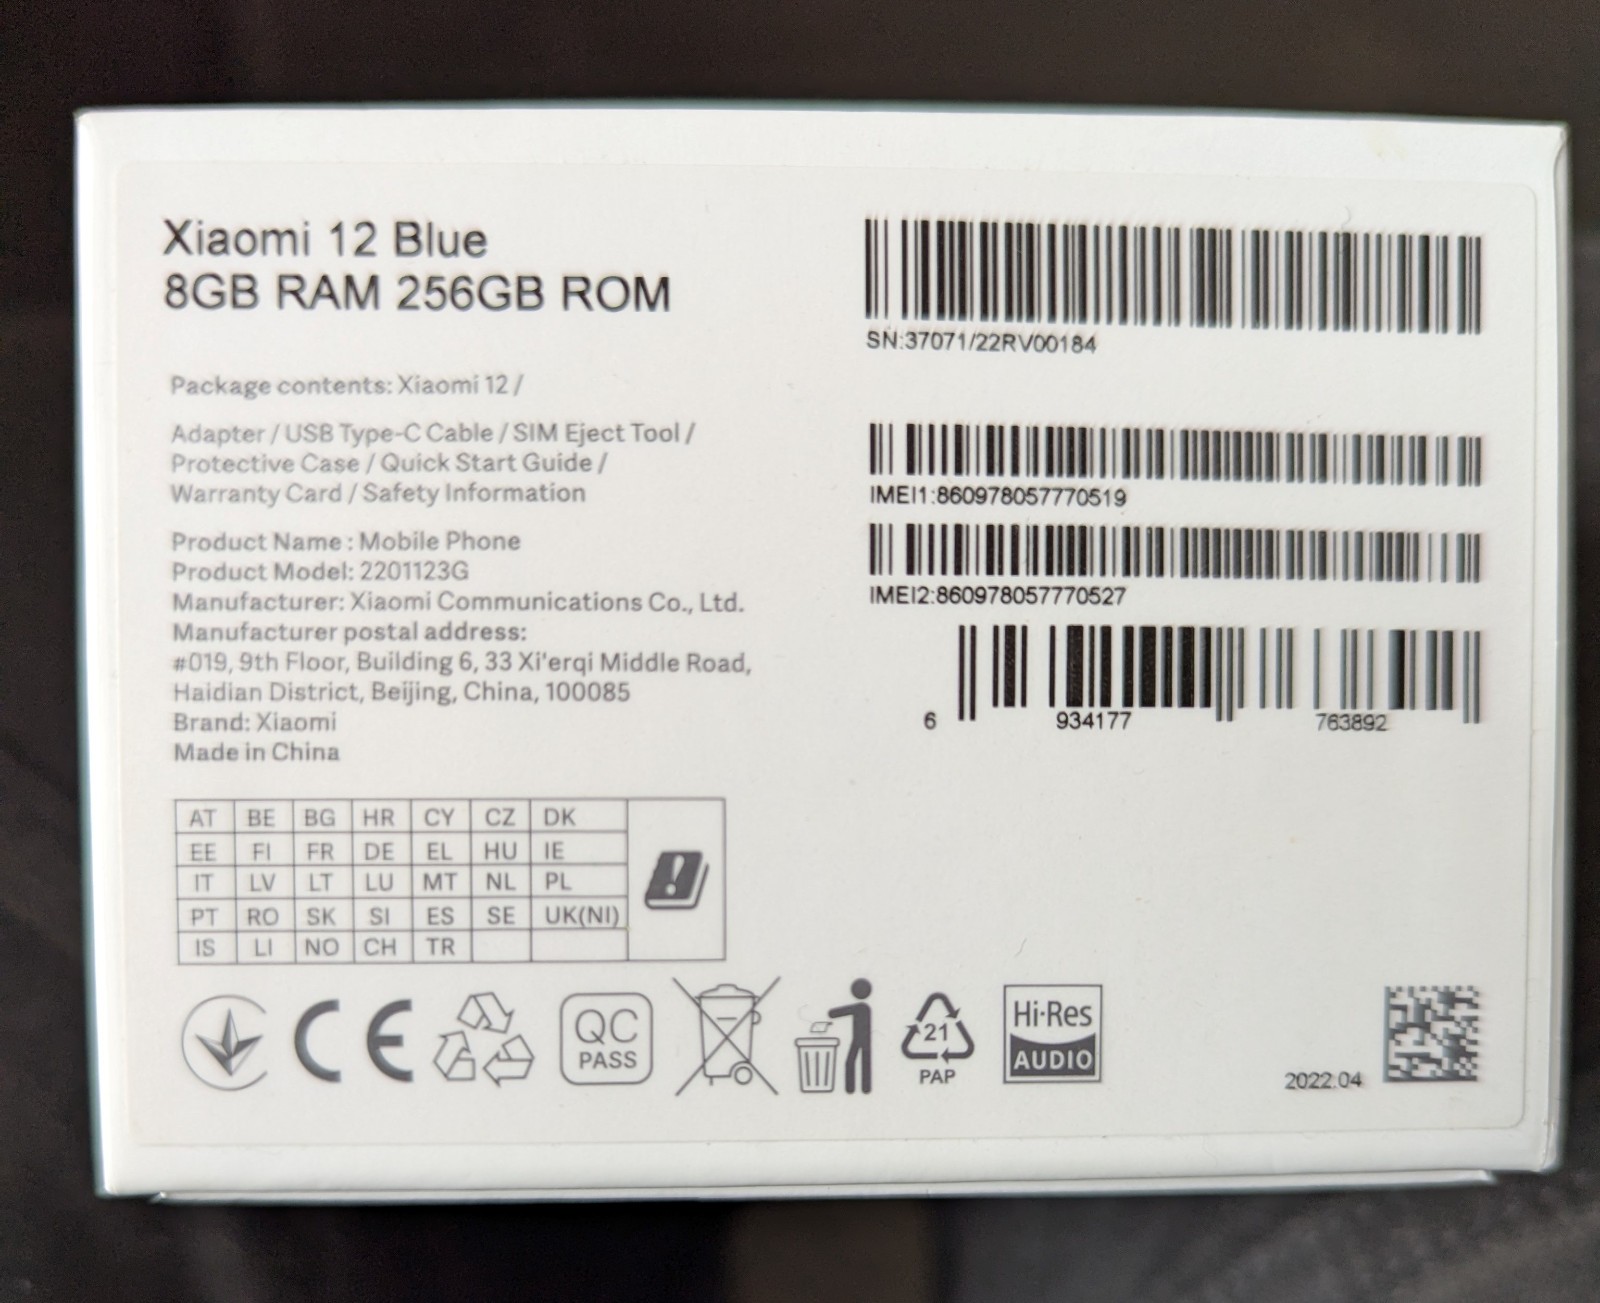 Xiaomi 12 Blue
8GB RAM 256GB ROM
Package contents: Xiaomi 12 /
Adapter / USB Type-C Cable / SIM Eject Tool /
Protective Case / Quick Start Guide /
Warranty Card / Safety Information
Product Name : Mobile Phone
Product Model: 2201123G
Manufacturer: Xiaomi Communications Co., Ltd.
Manufacturer postal address:
#019, 9th Floor, Building 6, 33 Xi'erqi Middle Road,
Haidian District, Beijing, China, 100085
Brand: Xiaomi
Made in China
SN:37071/22RV00184
IMEI1:860978057770519
IMEI2:860978057770527
6 934177 763892
AT BE BG HR CY CZ DK
EE FI FR DE EL HU IE
IT LV LT LU MT NL PL
PT RO SK SI ES SE UK(NI)
IS LI NO CH TR
CE
QC
PASS
21
PAP
Hi-Res
AUDIO
2022.04